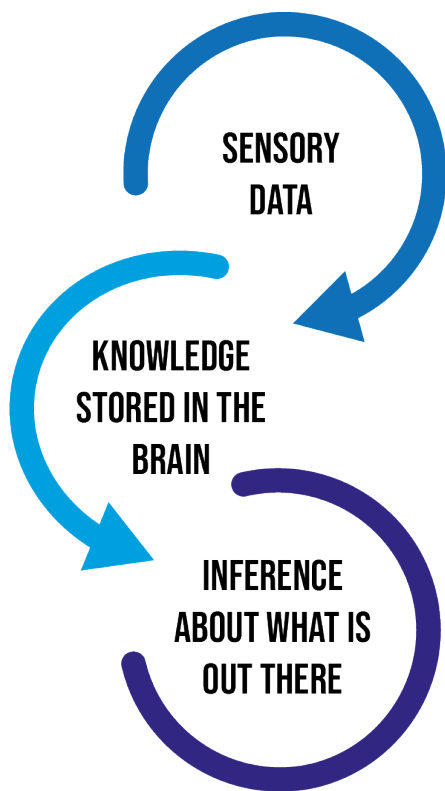 SENSORY
DATA
KNOWLEDGE
STORED IN THE
BRAIN
INFERENCE
ABOUT WHAT IS
OUT THERE